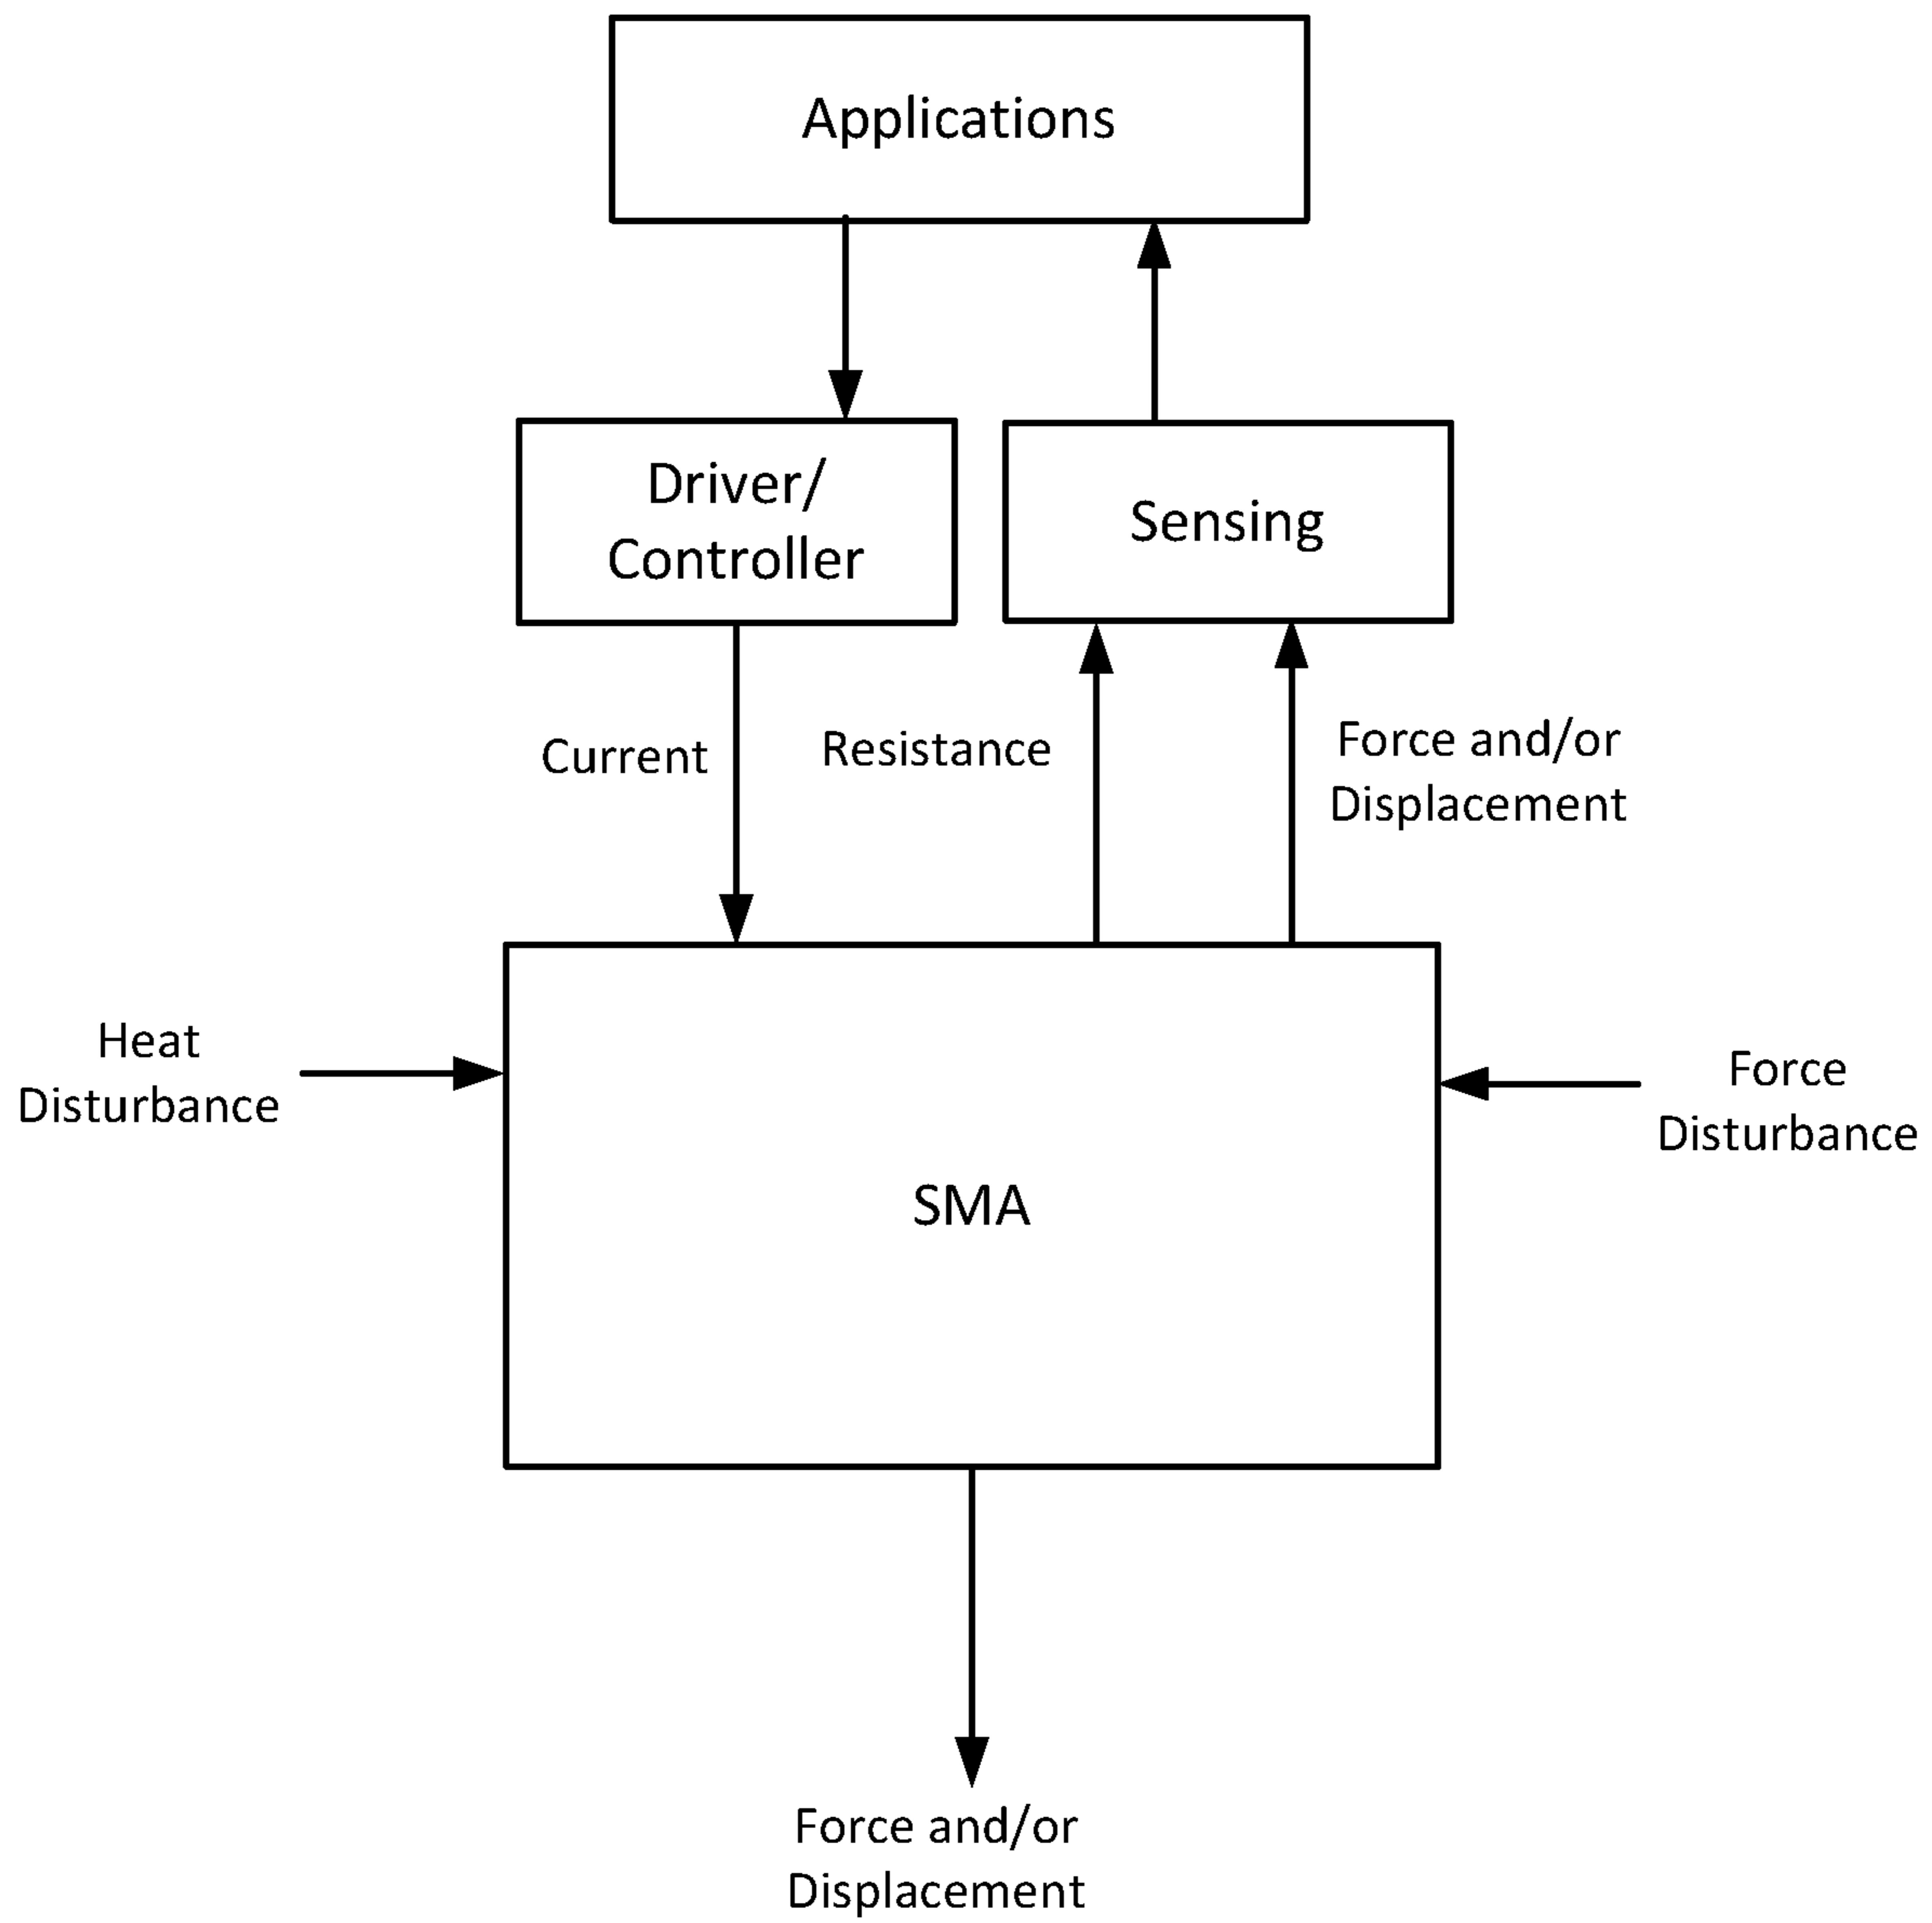 Applications
Driver/
Controller
Sensing
Current
Resistance
Force and/or
Displacement
Heat
Disturbance
Force
Disturbance
SMA
Force and/or
Displacement